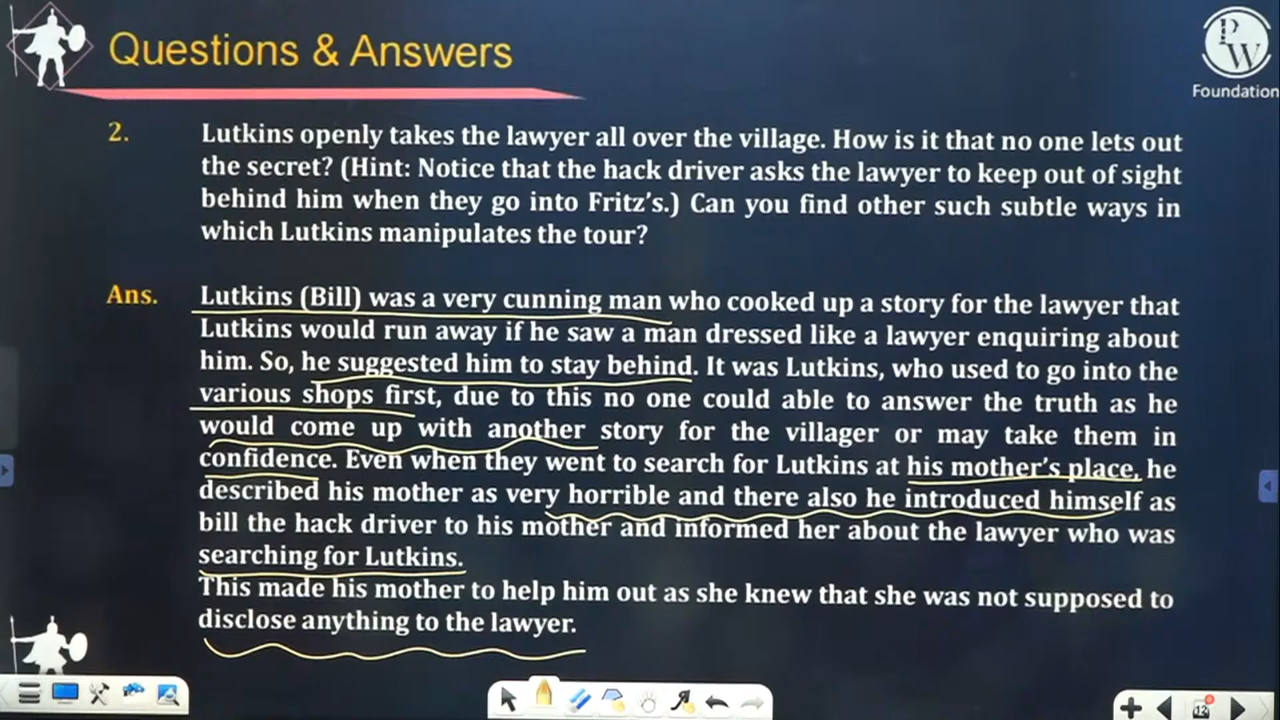 Questions & Answers
PW
Foundation
2. Lutkins openly takes the lawyer all over the village. How is it that no one lets out
the secret? (Hint: Notice that the hack driver asks the lawyer to keep out of sight
behind him when they go into Fritz's.) Can you find other such subtle ways in
which Lutkins manipulates the tour?
Ans. Lutkins (Bill) was a very cunning man who cooked up a story for the lawyer that
Lutkins would run away if he saw a man dressed like a lawyer enquiring about
him. So, he suggested him to stay behind. It was Lutkins, who used to go into the
various shops first, due to this no one could able to answer the truth as he
would come up with another story for the villager or may take them in
confidence. Even when they went to search for Lutkins at his mother's place, he
described his mother as very horrible and there also he introduced himself as
bill the hack driver to his mother and informed her about the lawyer who was
searching for Lutkins.
This made his mother to help him out as she knew that she was not supposed to
disclose anything to the lawyer.
12